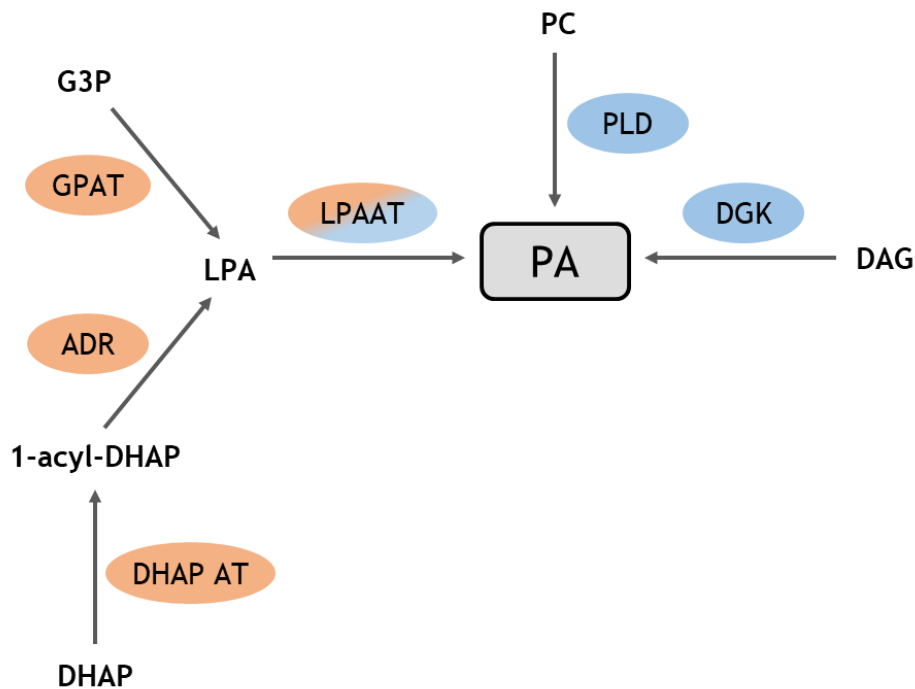 PC
G3P
PLD
GPAT
LPAAT
DGK
LPA
PA
DAG
ADR
1-acyl-DHAP
DHAP AT
DHAP